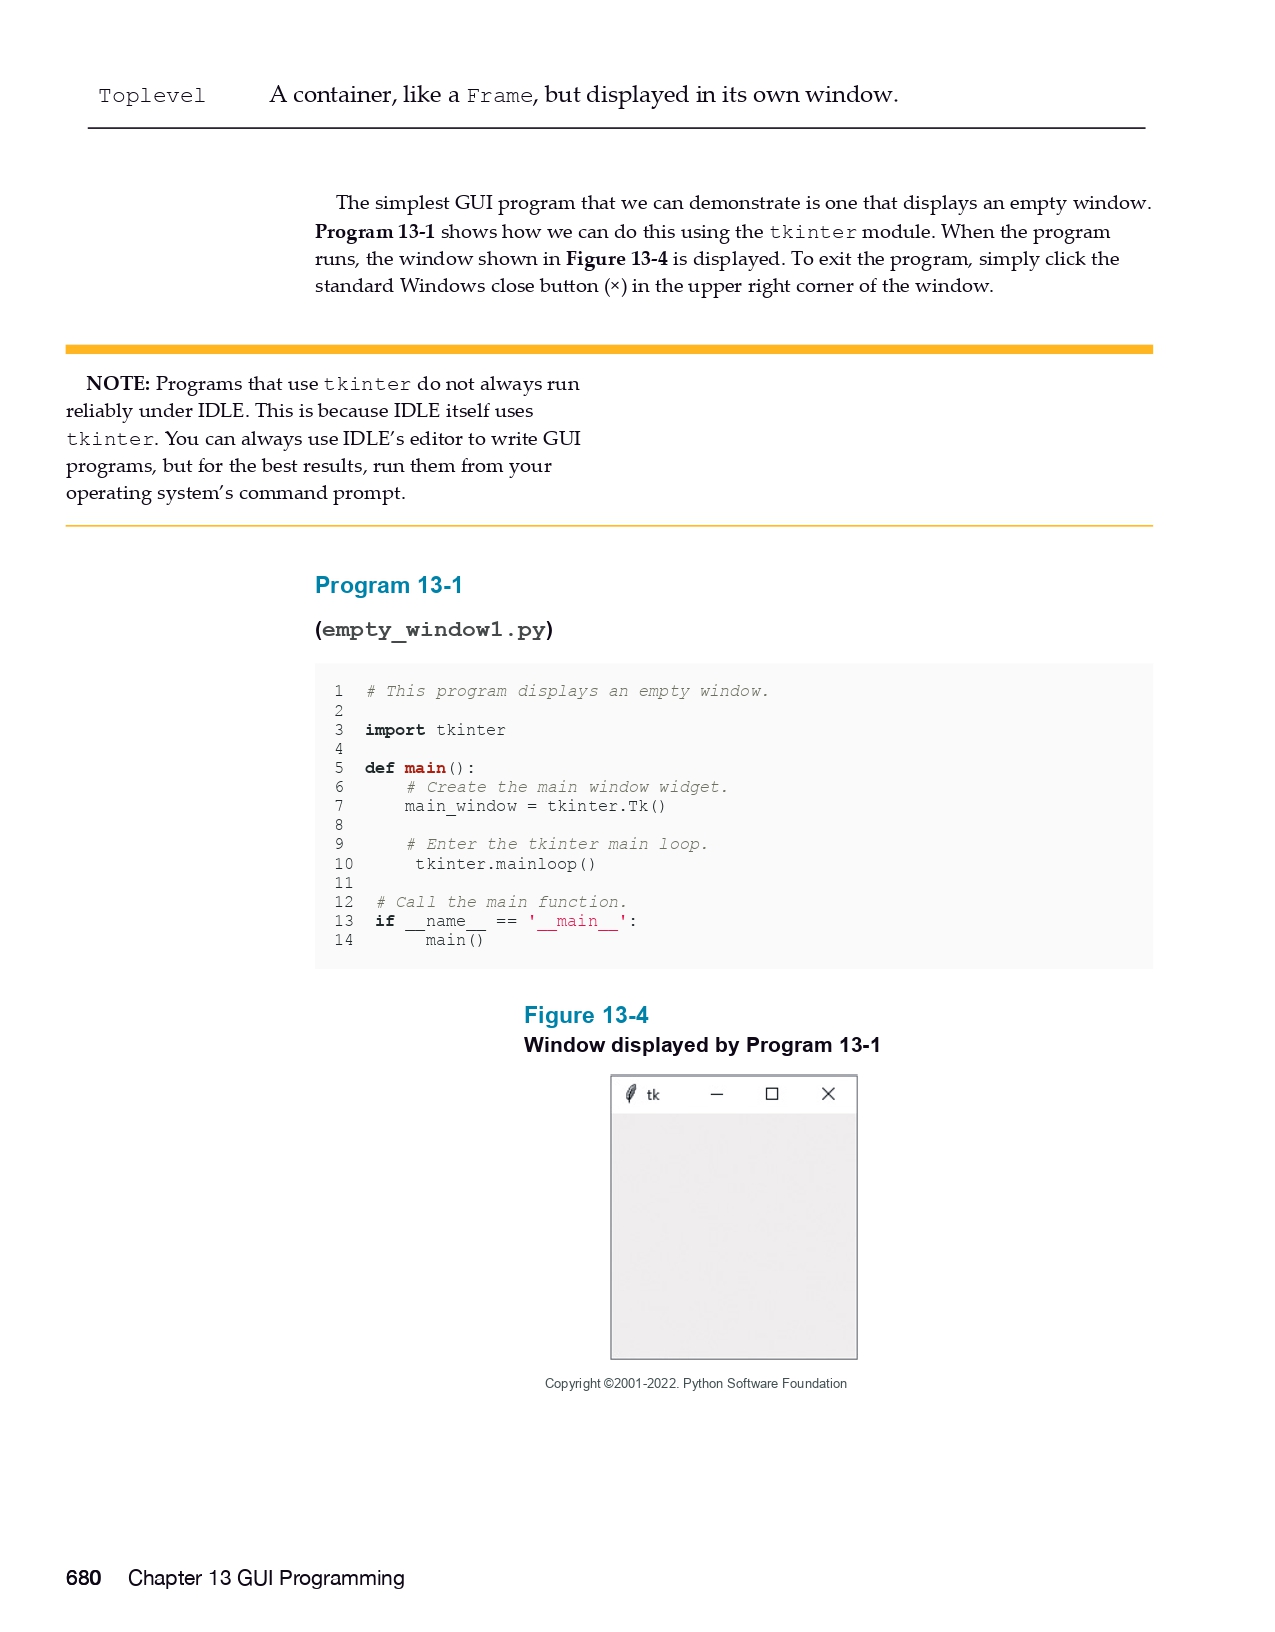 Toplevel A container, like a Frame, but displayed in its own window.
The simplest GUI program that we can demonstrate is one that displays an empty window.
Program 13-1 shows how we can do this using the tkinter module. When the program
runs, the window shown in Figure 13-4 is displayed. To exit the program, simply click the
standard Windows close button (×) in the upper right corner of the window.
NOTE: Programs that use tkinter do not always run
reliably under IDLE. This is because IDLE itself uses
tkinter. You can always use IDLE’s editor to write GUI
programs, but for the best results, run them from your
operating system’s command prompt.
Program 13-1
(empty_window1.py)
1 # This program displays an empty window.
2
3 import tkinter
4
5 def main():
6 # Create the main window widget.
7 main_window = tkinter.Tk()
8
9 # Enter the tkinter main loop.
10 tkinter.mainloop()
11
12 # Call the main function.
13 if __name__ == '__main__':
14 main()
Figure 13-4
Window displayed by Program 13-1
tk
Copyright ©2001-2022. Python Software Foundation
680 Chapter 13 GUI Programming